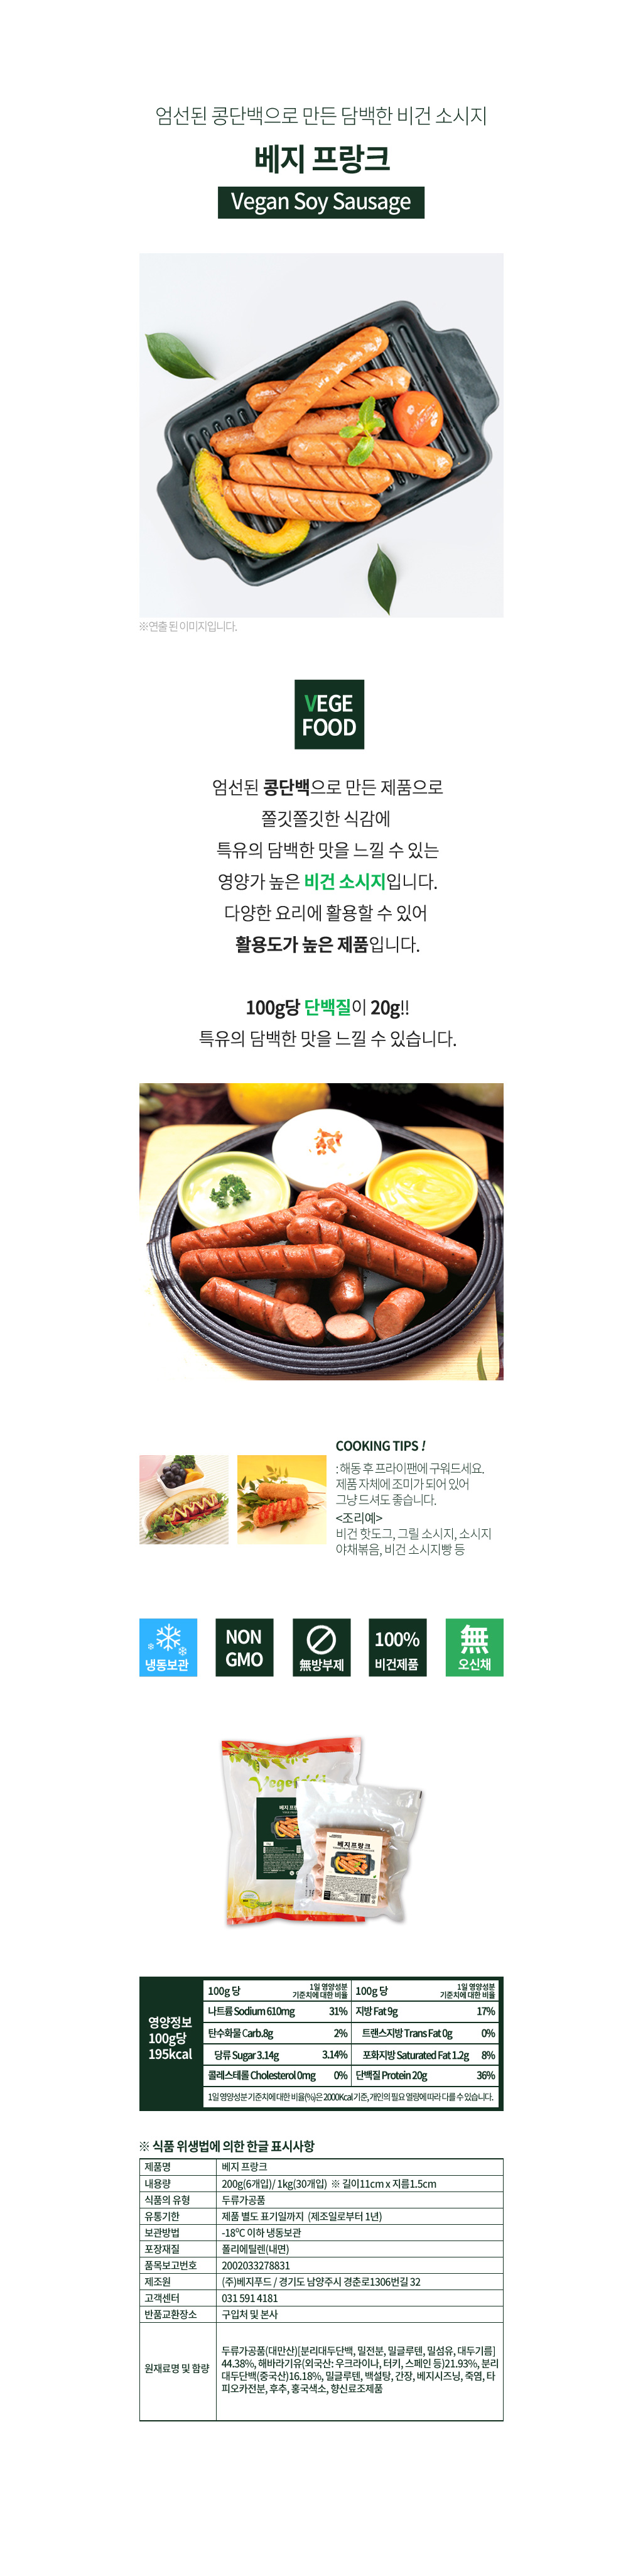 엄선된 콩단백으로 만든 담백한 비건 소시지
베지 프랑크
Vegan Soy Sausage
※연출 된 이미지입니다.
VEGE
FOOD
엄선된 콩단백으로 만든 제품으로
쫄깃쫄깃한 식감에
특유의 담백한 맛을 느낄 수 있는
영양가 높은 비건 소시지입니다.
다양한 요리에 활용할 수 있어
활용도가 높은 제품입니다.
100g당 단백질이 20g!!
특유의 담백한 맛을 느낄 수 있습니다.
COOKING TIPS !
: 해동 후 프라이팬에 구워드세요.
제품 자체에 조미가 되어 있어
그냥 드셔도 좋습니다.
<조리예>
비건 핫도그, 그릴 소시지, 소시지
야채볶음, 비건 소시지빵 등
냉동보관
NON
GMO
無방부제
100%
비건제품
無
오신채
베지프랑크
영양정보
100g당
195kcal
100g 당 1일 영양성분 기준치에 대한 비율 100g 당 1일 영양성분 기준치에 대한 비율
나트륨 Sodium 610mg 31% 지방 Fat 9g 17%
탄수화물 Carb.8g 2% 트랜스지방 Trans Fat 0g 0%
당류 Sugar 3.14g 3.14% 포화지방 Saturated Fat 1.2g 8%
콜레스테롤 Cholesterol 0mg 0% 단백질 Protein 20g 36%
1일 영양성분 기준치에 대한 비율(%)은 2000Kcal 기준, 개인의 필요 열량에 따라 다를 수 있습니다.
※ 식품 위생법에 의한 한글 표시사항
제품명 베지 프랑크
내용량 200g(6개입)/ 1kg(30개입) ※ 길이11cm x 지름1.5cm
식품의 유형 두류가공품
유통기한 제품 별도 표기일까지 (제조일로부터 1년)
보관방법 -18℃ 이하 냉동보관
포장재질 폴리에틸렌(내면)
품목보고번호 2002033278831
제조원 (주)베지푸드 / 경기도 남양주시 경춘로1306번길 32
고객센터 031 591 4181
반품교환장소 구입처 및 본사
원재료명 및 함량 두류가공품(대만산)[분리대두단백, 밀전분, 밀글루텐, 밀섬유, 대두기름]
44.38%, 해바라기유(외국산: 우크라이나, 터키, 스페인 등)21.93%, 분리
대두단백(중국산)16.18%, 밀글루텐, 백설탕, 간장, 베지시즈닝, 죽염, 타
피오카전분, 후추, 홍국색소, 향신료조제품